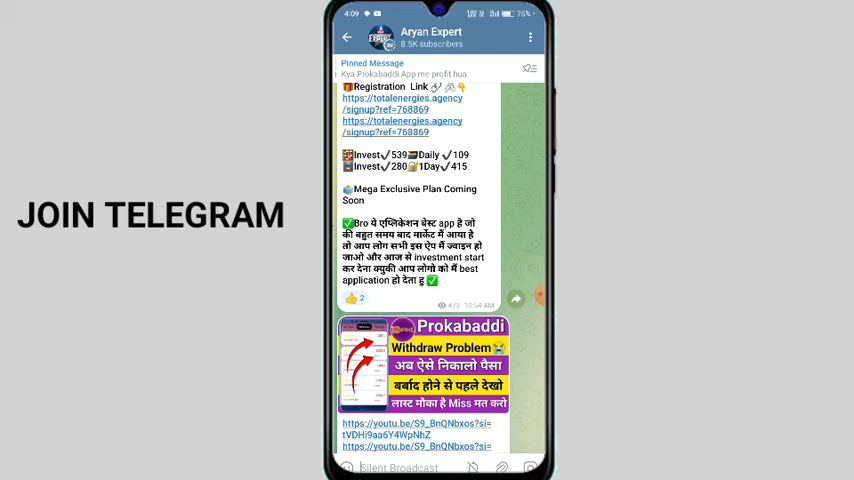 4:09
75%
Aryan Expert
8.5K subscribers
Pinned Message
Kya Prokabaddi App me profit hua
🎁Registration Link 🔗 🖇👇
https://totalenergies.agency
/signup?ref=768869
https://totalenergies.agency
/signup?ref=768869
Invest✔539 Daily ✔109
Invest✔280🔐1Day✔415
🗳Mega Exclusive Plan Coming
Soon
✅Bro ये एप्लिकेशन बेस्ट app है जो
की बहुत समय बाद मार्केट मैं आया है
तो आप लोग सभी इस ऐप मैं ज्वाइन हो
जाओ और आज से investment start
कर देना क्युकी आप लोगो को मैं best
application हो देता हु ✅
👍 2
473 10:54 AM
JOIN TELEGRAM
Prokabaddi
Withdraw Problem😭
अब ऐसे निकालो पैसा
बर्बाद होने से पहले देखो
लास्ट मौका है Miss मत करो
https://youtu.be/S9_BnQNbxos?si=
tVDHi9aa6Y4WpNhZ
https://youtu.be/S9_BnQNbxos?si=
Silent Broadcast